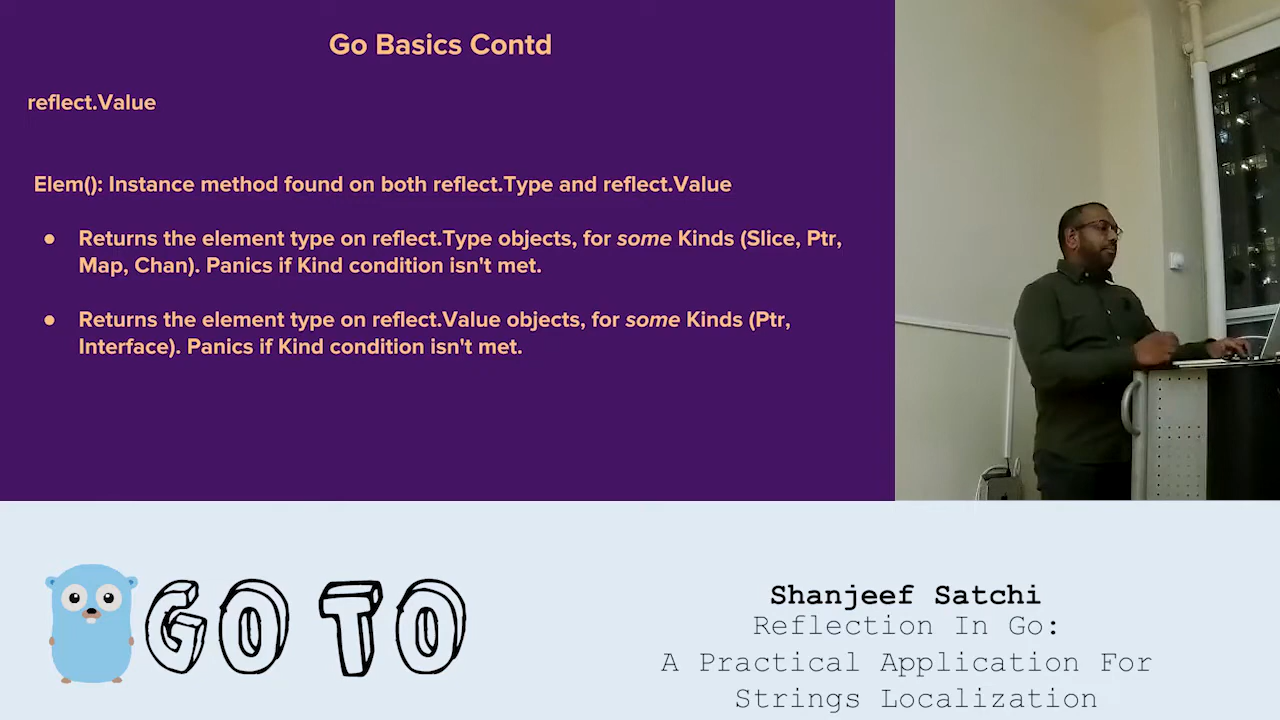 Go Basics Contd
reflect.Value
Elem(): Instance method found on both reflect.Type and reflect.Value
● Returns the element type on reflect.Type objects, for some Kinds (Slice, Ptr,
Map, Chan). Panics if Kind condition isn't met.
● Returns the element type on reflect.Value objects, for some Kinds (Ptr,
Interface). Panics if Kind condition isn't met.
GO TO
Shanjeef Satchi
Reflection In Go:
A Practical Application For
Strings Localization